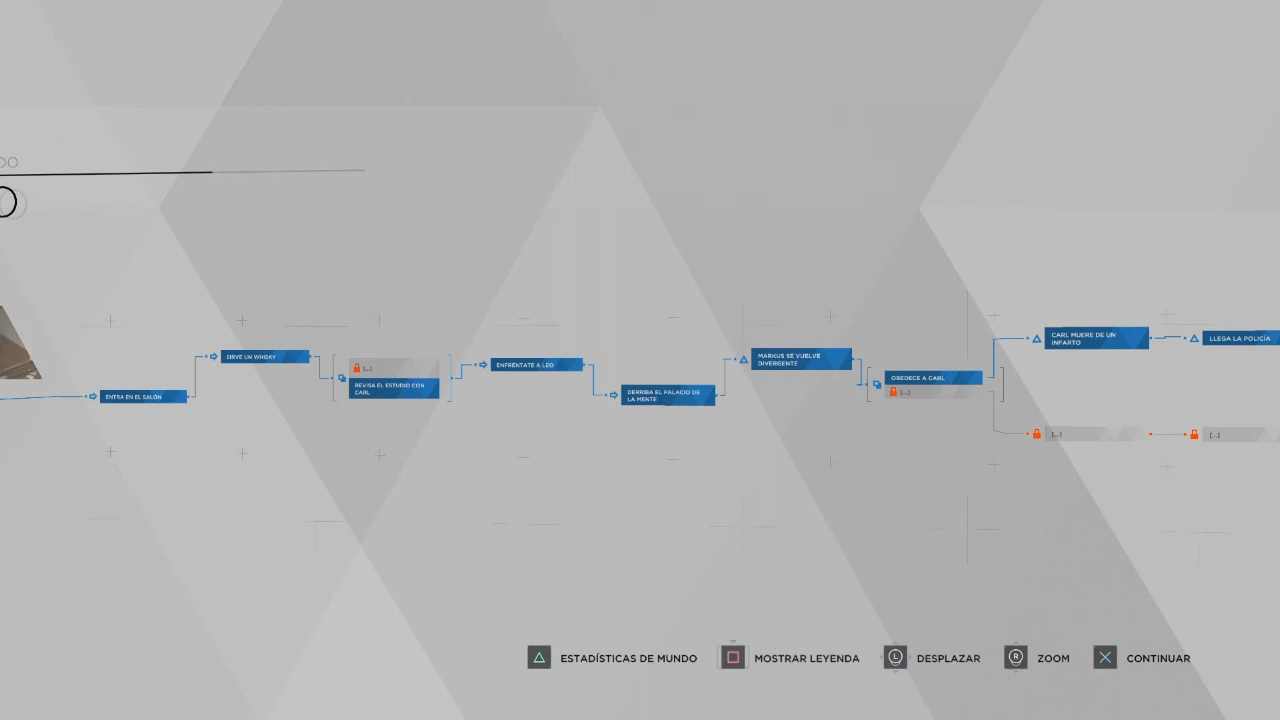 SIRVE UN WHISKY
ENTRA EN EL SALÓN
[...]
REVISA EL ESTUDIO CON
CARL
ENFRÉNTATE A LEO
DERRIBA EL PALACIO DE
LA MENTE
MARKUS SE VUELVE
DIVERGENTE
OBEDECE A CARL
[...]
CARL MUERE DE UN
INFARTO
LLEGA LA POLICÍA
[...]
[...]
ESTADÍSTICAS DE MUNDO
MOSTRAR LEYENDA
L
DESPLAZAR
R
ZOOM
CONTINUAR